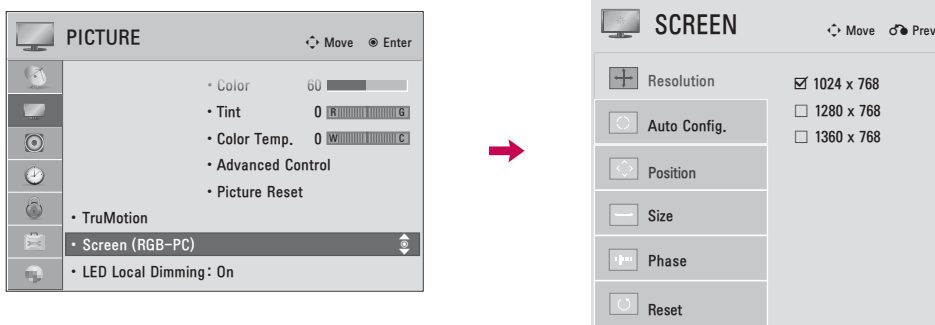 PICTURE
Move Enter
• Color 60
• Tint 0 R G
• Color Temp. 0 W C
• Advanced Control
• Picture Reset
• TruMotion
• Screen (RGB-PC)
• LED Local Dimming: On
SCREEN
Move Prev
Resolution
Auto Config.
Position
Size
Phase
Reset
1024 x 768
1280 x 768
1360 x 768